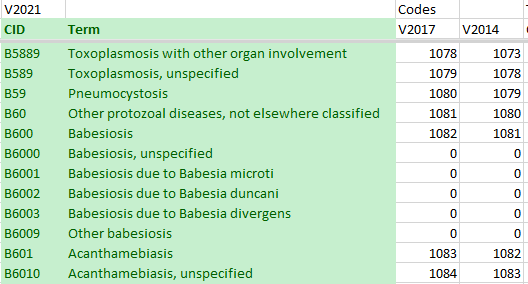 V2021 Codes
CID Term V2017 V2014
B5889 Toxoplasmosis with other organ involvement 1078 1073
B589 Toxoplasmosis, unspecified 1079 1078
B59 Pneumocystosis 1080 1079
B60 Other protozoal diseases, not elsewhere classified 1081 1080
B600 Babesiosis 1082 1081
B6000 Babesiosis, unspecified 0 0
B6001 Babesiosis due to Babesia microti 0 0
B6002 Babesiosis due to Babesia duncani 0 0
B6003 Babesiosis due to Babesia divergens 0 0
B6009 Other babesiosis 0 0
B601 Acanthamebiasis 1083 1082
B6010 Acanthamebiasis, unspecified 1084 1083